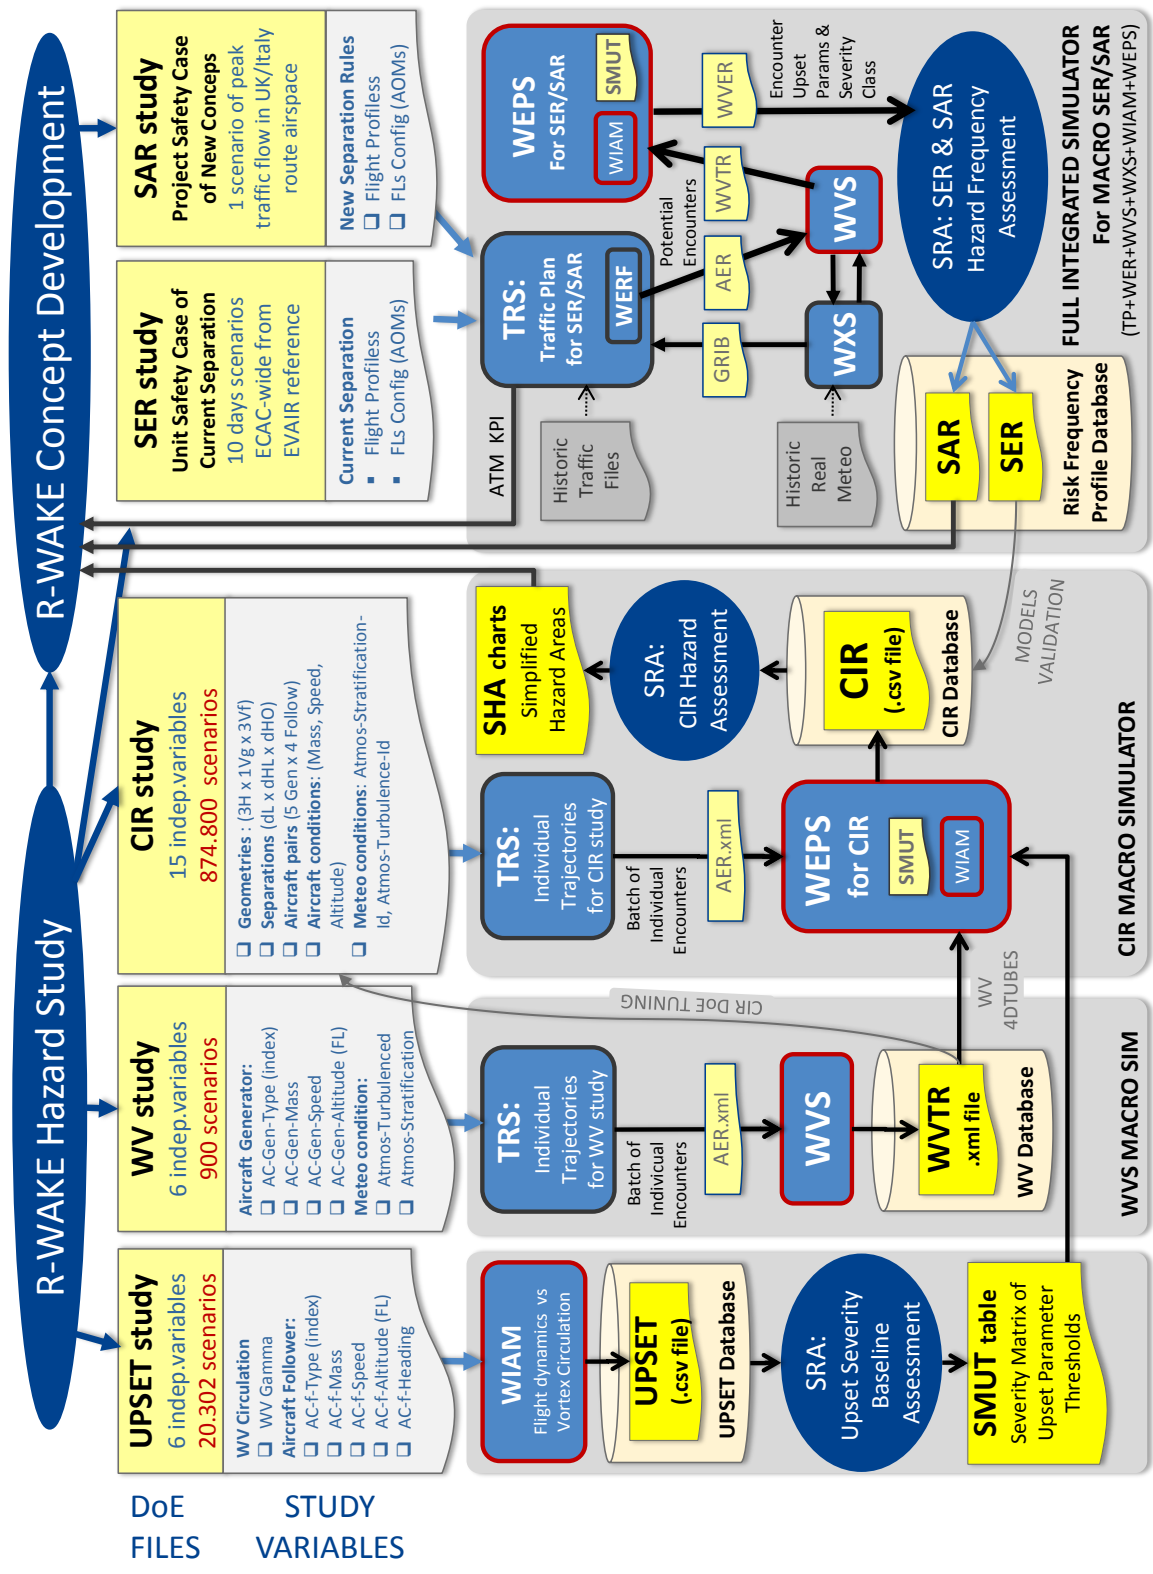 R-WAKE Hazard Study
R-WAKE Concept Development
DoE
FILES
STUDY
VARIABLES
UPSET study
6 indep.variables
20.302 scenarios
WV Circulation
❑ WV Gamma
Aircraft Follower:
❑ AC-f-Type (index)
❑ AC-f-Mass
❑ AC-f-Speed
❑ AC-f-Altitude (FL)
❑ AC-f-Heading
WV study
6 indep.variables
900 scenarios
Aircraft Generator:
❑ AC-Gen-Type (index)
❑ AC-Gen-Mass
❑ AC-Gen-Speed
❑ AC-Gen-Altitude (FL)
Meteo condition:
❑ Atmos-Turbulenced
❑ Atmos-Stratification
CIR study
15 indep.variables
874.800 scenarios
❑ Geometries : (3H x 1Vg x 3Vf)
❑ Separations (dL x dHL x dHO)
❑ Aircraft pairs (5 Gen x 4 Follow)
❑ Aircraft conditions: (Mass, Speed,
Altitude)
❑ Meteo conditions: Atmos-Stratification-
Id, Atmos-Turbulence-Id
SER study
Unit Safety Case of
Current Separation
10 days scenarios
ECAC-wide from
EVAIR reference
Current Separation
▪ Flight Profiless
▪ FLs Config (AOMs)
SAR study
Project Safety Case
of New Conceps
1 scenario of peak
traffic flow in UK/Italy
route airspace
New Separation Rules
❑ Flight Profiless
❑ FLs Config (AOMs)
WIAM
Flight dynamics vs
Vortex Circulation
UPSET
(.csv file)
UPSET Database
SRA:
Upset Severity
Baseline
Assessment
SMUT table
Severity Matrix of
Upset Parameter
Thresholds
TRS:
Individual
Trajectories
for WV study
Batch of
Indivicual
Encounters
AER.xml
WVS
WVTR
.xml file
WV Database
WVS MACRO SIM
CIR DoE TUNING
WV
4DTUBES
TRS:
Individual
Trajectories
for CIR study
Batch of
Individual
Encounters
AER.xml
WEPS
for CIR
SMUT
WIAM
SHA charts
Simplified
Hazard Areas
SRA:
CIR Hazard
Assessment
CIR
(.csv file)
CIR Database
CIR MACRO SIMULATOR
MODELS
VALIDATION
ATM KPI
Historic
Traffic
Files
TRS:
Traffic Plan
for SER/SAR
WERF
WEPS
For SER/SAR
WIAM
SMUT
Potential
Encounters
GRIB
AER
WVTR
WVER
Encounter
Upset
Params &
Severity
Class
Historic
Real
Meteo
WXS
WVS
SRA: SER & SAR
Hazard Frequency
Assessment
SAR
SER
Risk Frequency
Profile Database
FULL INTEGRATED SIMULATOR
For MACRO SER/SAR
(TP+WER+WVS+WXS+WIAM+WEPS)